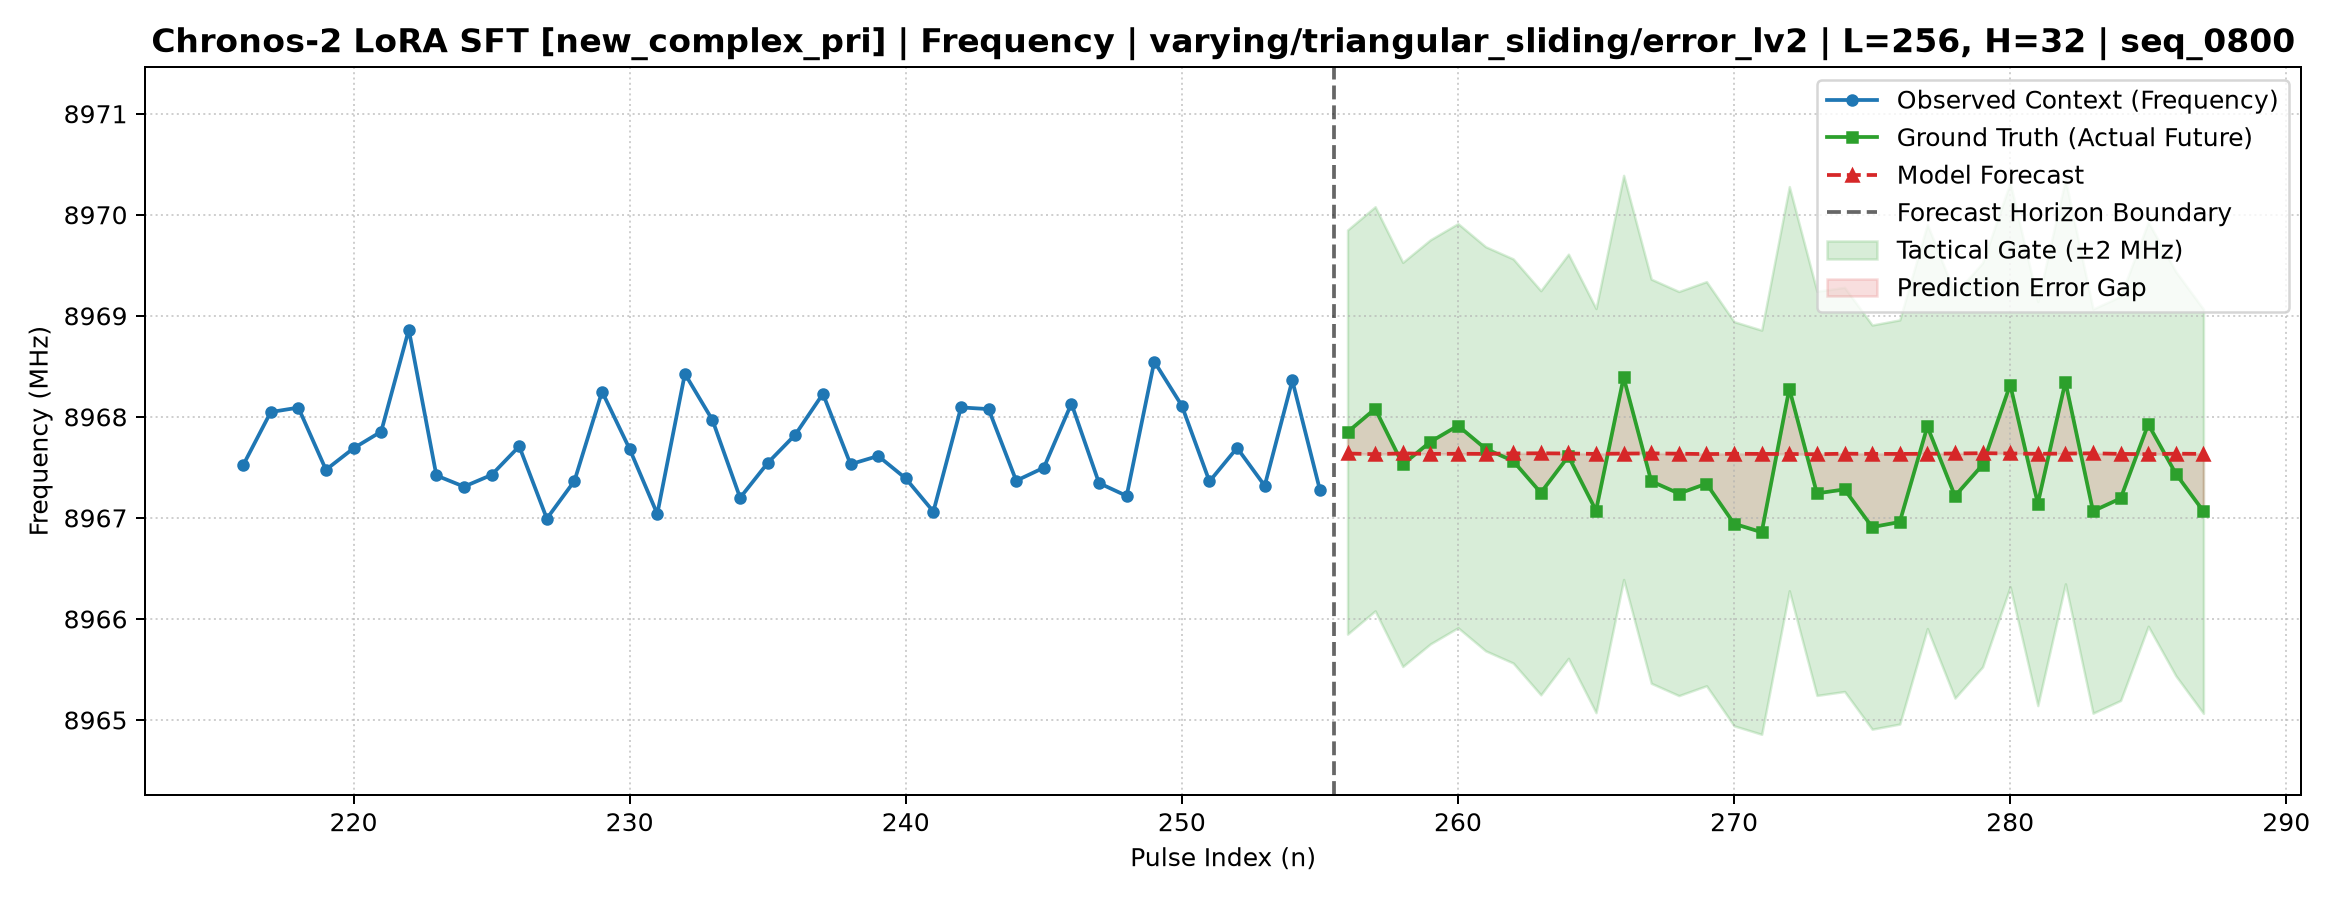 Chronos-2 LoRA SFT [new_complex_pri] | Frequency | varying/triangular_sliding/error_lv2 | L=256, H=32 | seq_0800
Observed Context (Frequency)
Ground Truth (Actual Future)
Model Forecast
Forecast Horizon Boundary
Tactical Gate (±2 MHz)
Prediction Error Gap
Frequency (MHz)
8971
8970
8969
8968
8967
8966
8965
220 230 240 250 260 270 280 290
Pulse Index (n)